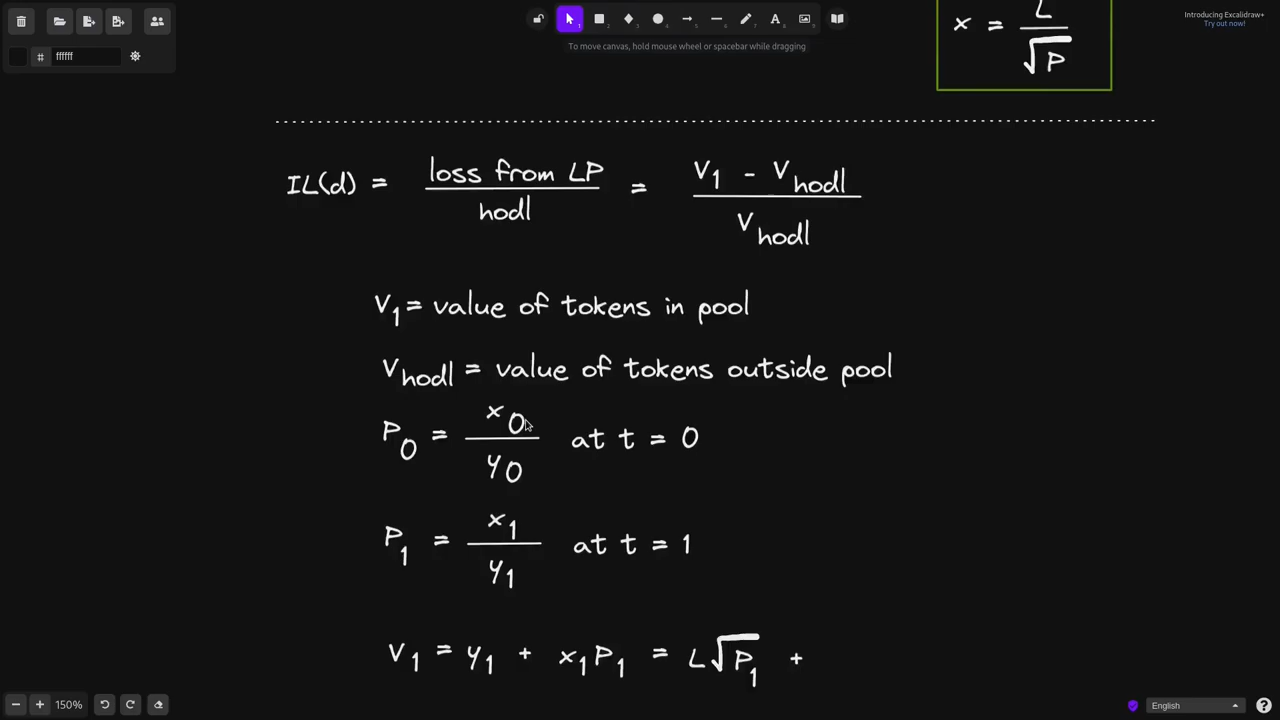 Introducing Excalidraw+
Try out now!
To move canvas, hold mouse wheel or spacebar while dragging
# ffffff
x = L / √P
IL(d) = loss from LP / hodl = V1 - Vhodl / Vhodl
V1 = value of tokens in pool
Vhodl = value of tokens outside pool
P0 = x0 / y0 at t = 0
P1 = x1 / y1 at t = 1
V1 = y1 + x1P1 = L√P1 +
150%
English